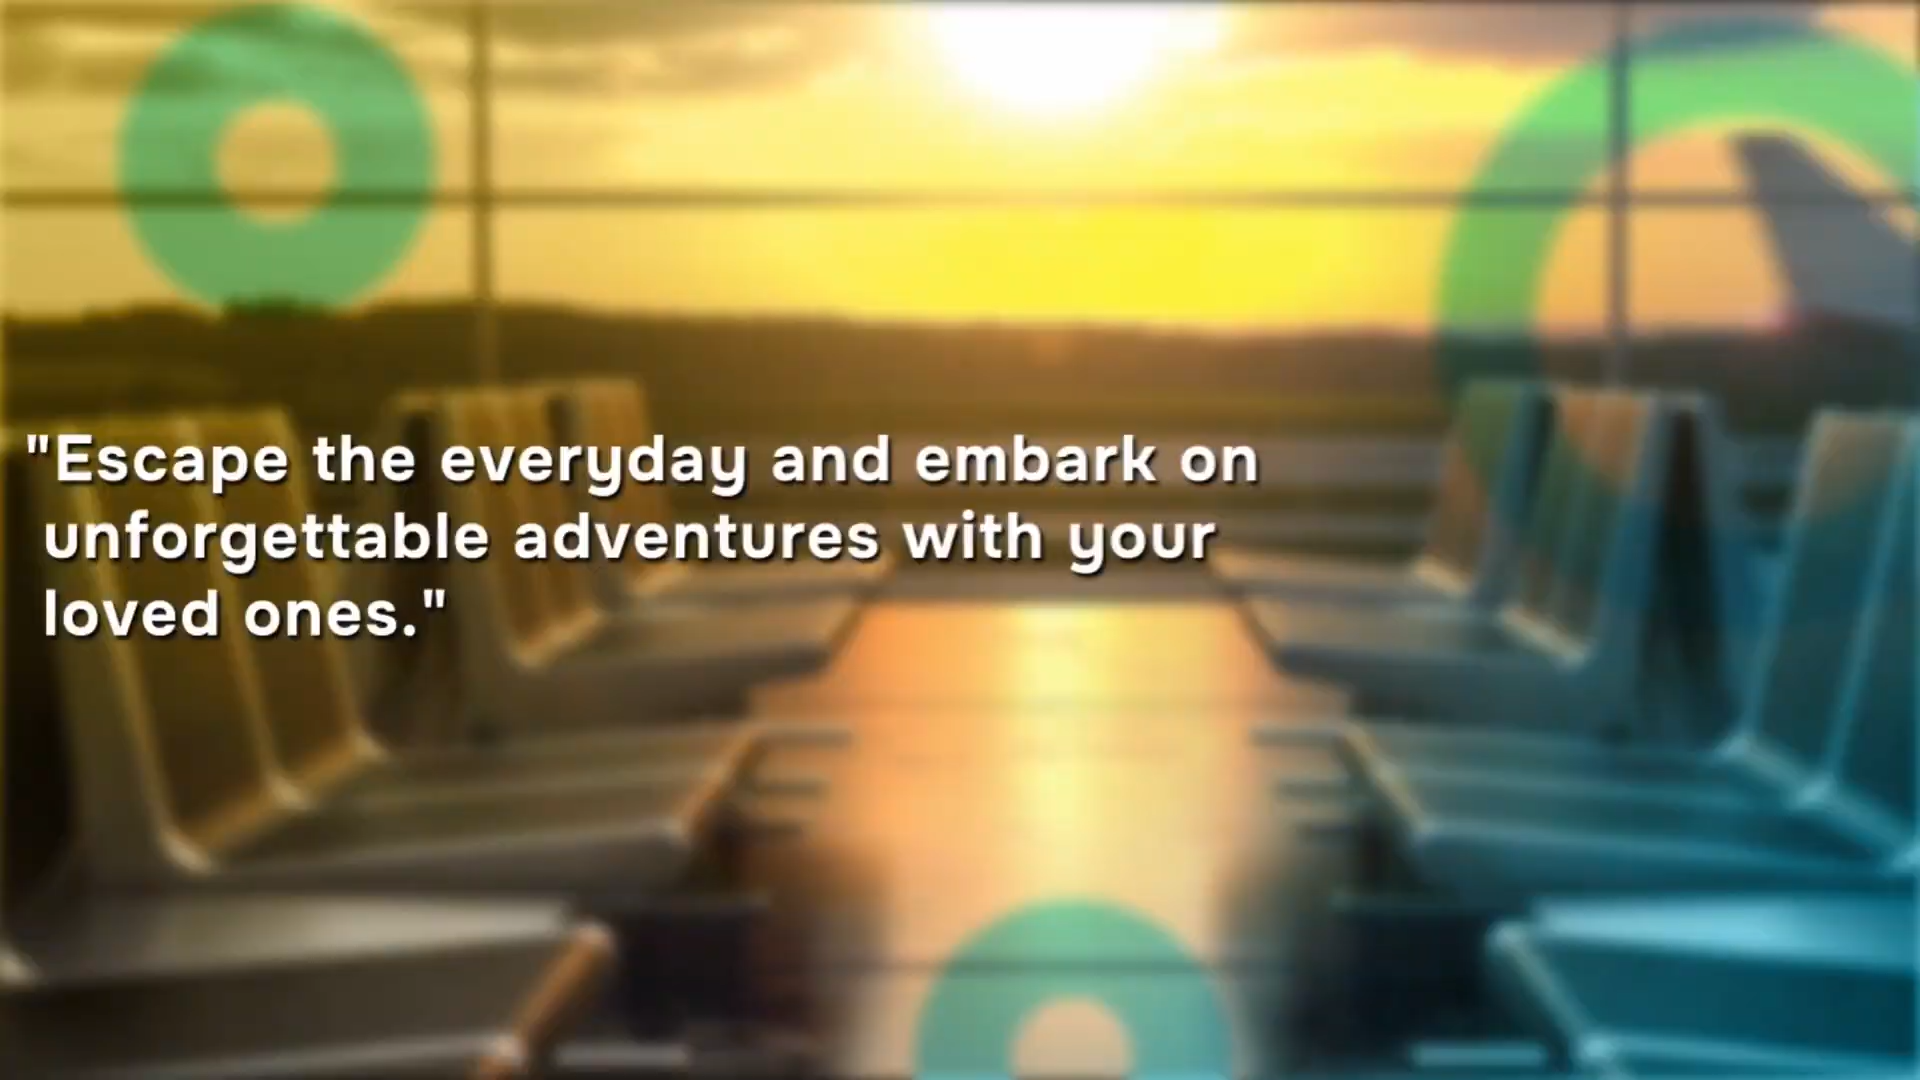 "Escape the everyday and embark on
unforgettable adventures with your
loved ones."